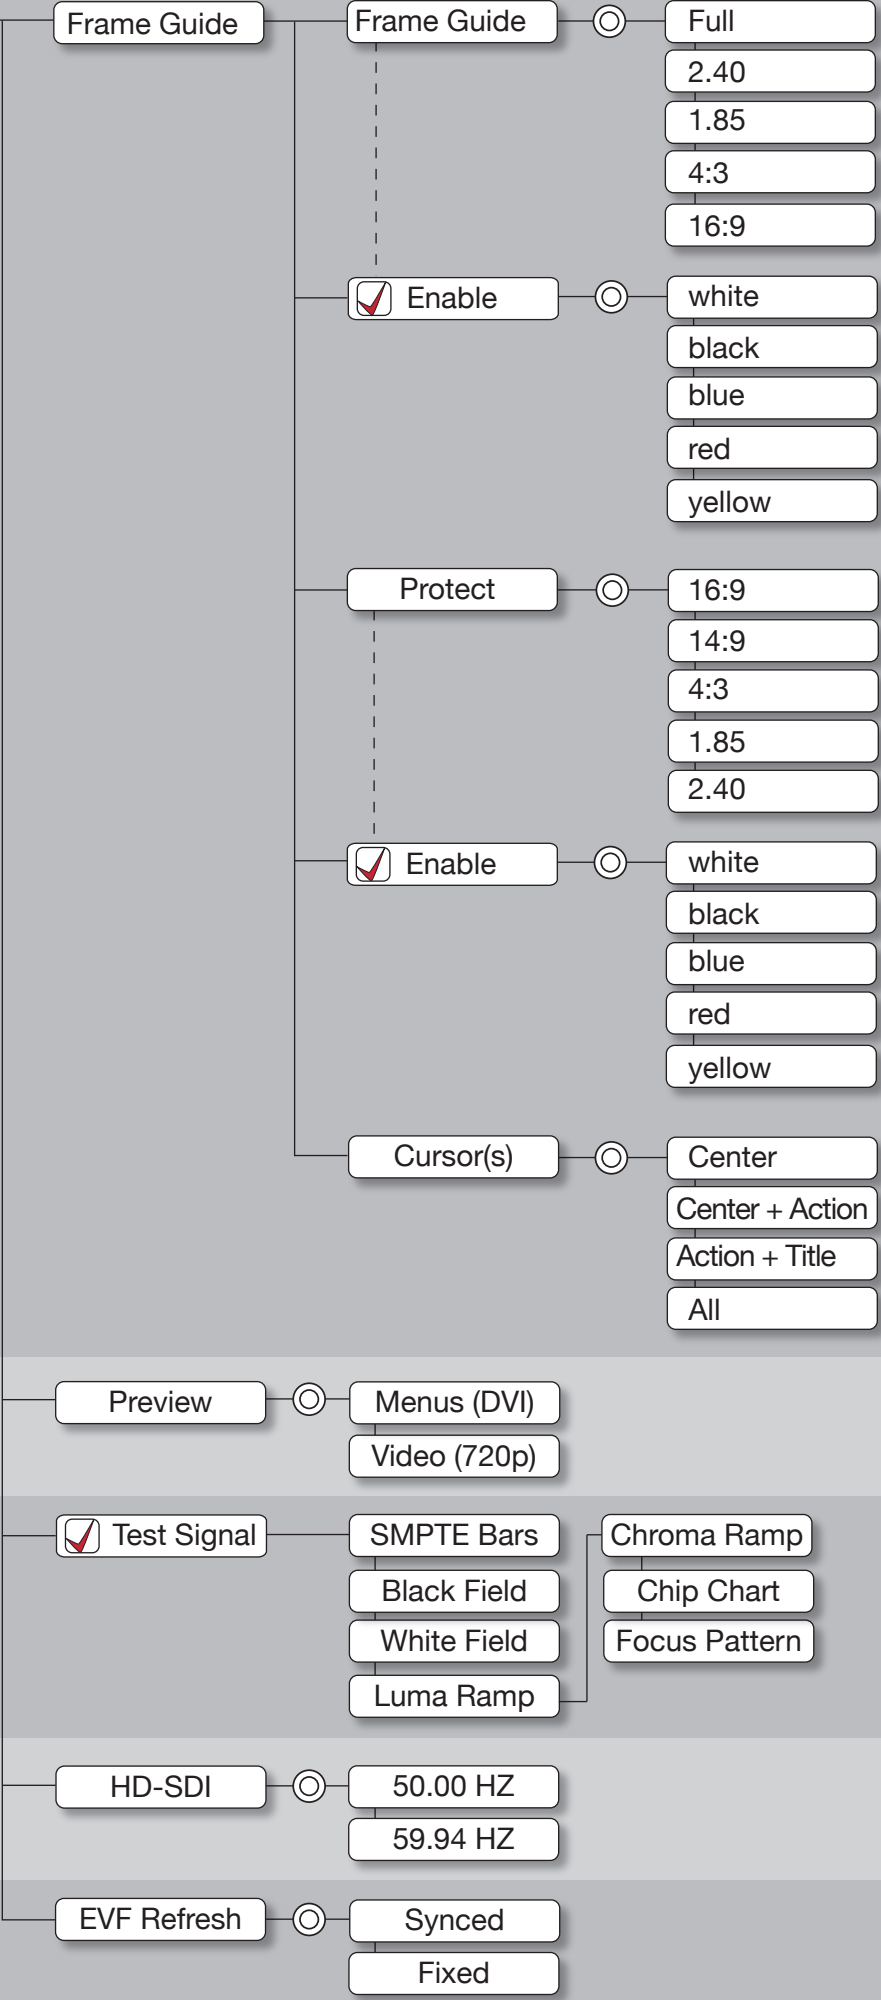 Frame Guide
Frame Guide
Full
2.40
1.85
4:3
16:9
Enable
white
black
blue
red
yellow
Protect
16:9
14:9
4:3
1.85
2.40
Enable
white
black
blue
red
yellow
Cursor(s)
Center
Center + Action
Action + Title
All
Preview
Menus (DVI)
Video (720p)
Test Signal
SMPTE Bars
Black Field
White Field
Luma Ramp
Chroma Ramp
Chip Chart
Focus Pattern
HD-SDI
50.00 HZ
59.94 HZ
EVF Refresh
Synced
Fixed